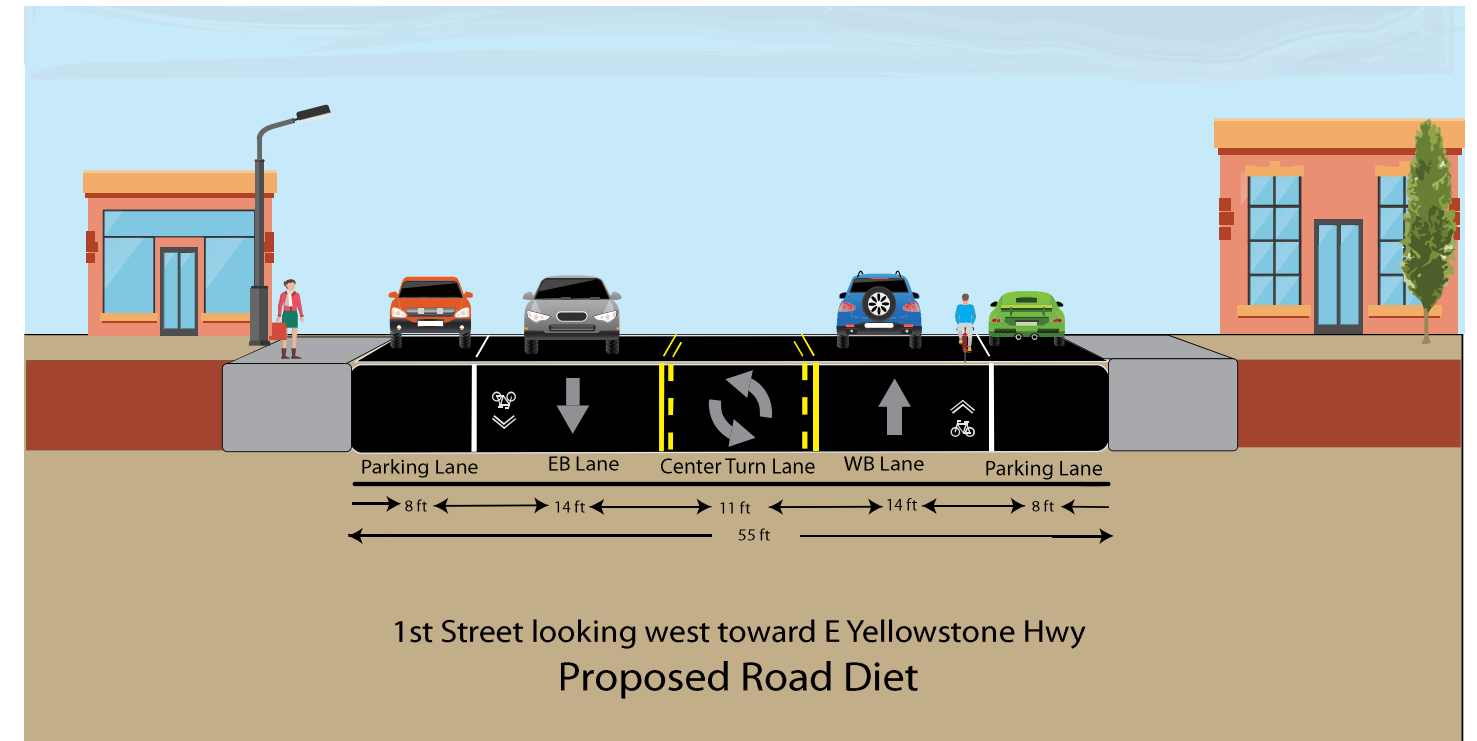 Parking Lane EB Lane Center Turn Lane WB Lane Parking Lane
8 ft 14 ft 11 ft 14 ft 8 ft
55 ft
1st Street looking west toward E Yellowstone Hwy
Proposed Road Diet